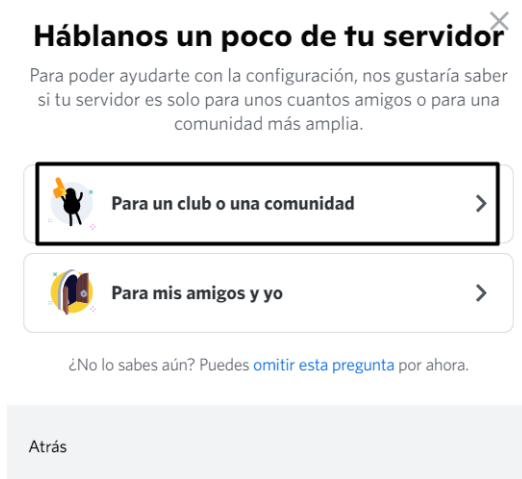 Háblanos un poco de tu servidor
Para poder ayudarte con la configuración, nos gustaría saber
si tu servidor es solo para unos cuantos amigos o para una
comunidad más amplia.
Para un club o una comunidad
Para mis amigos y yo
¿No lo sabes aún? Puedes omitir esta pregunta por ahora.
Atrás